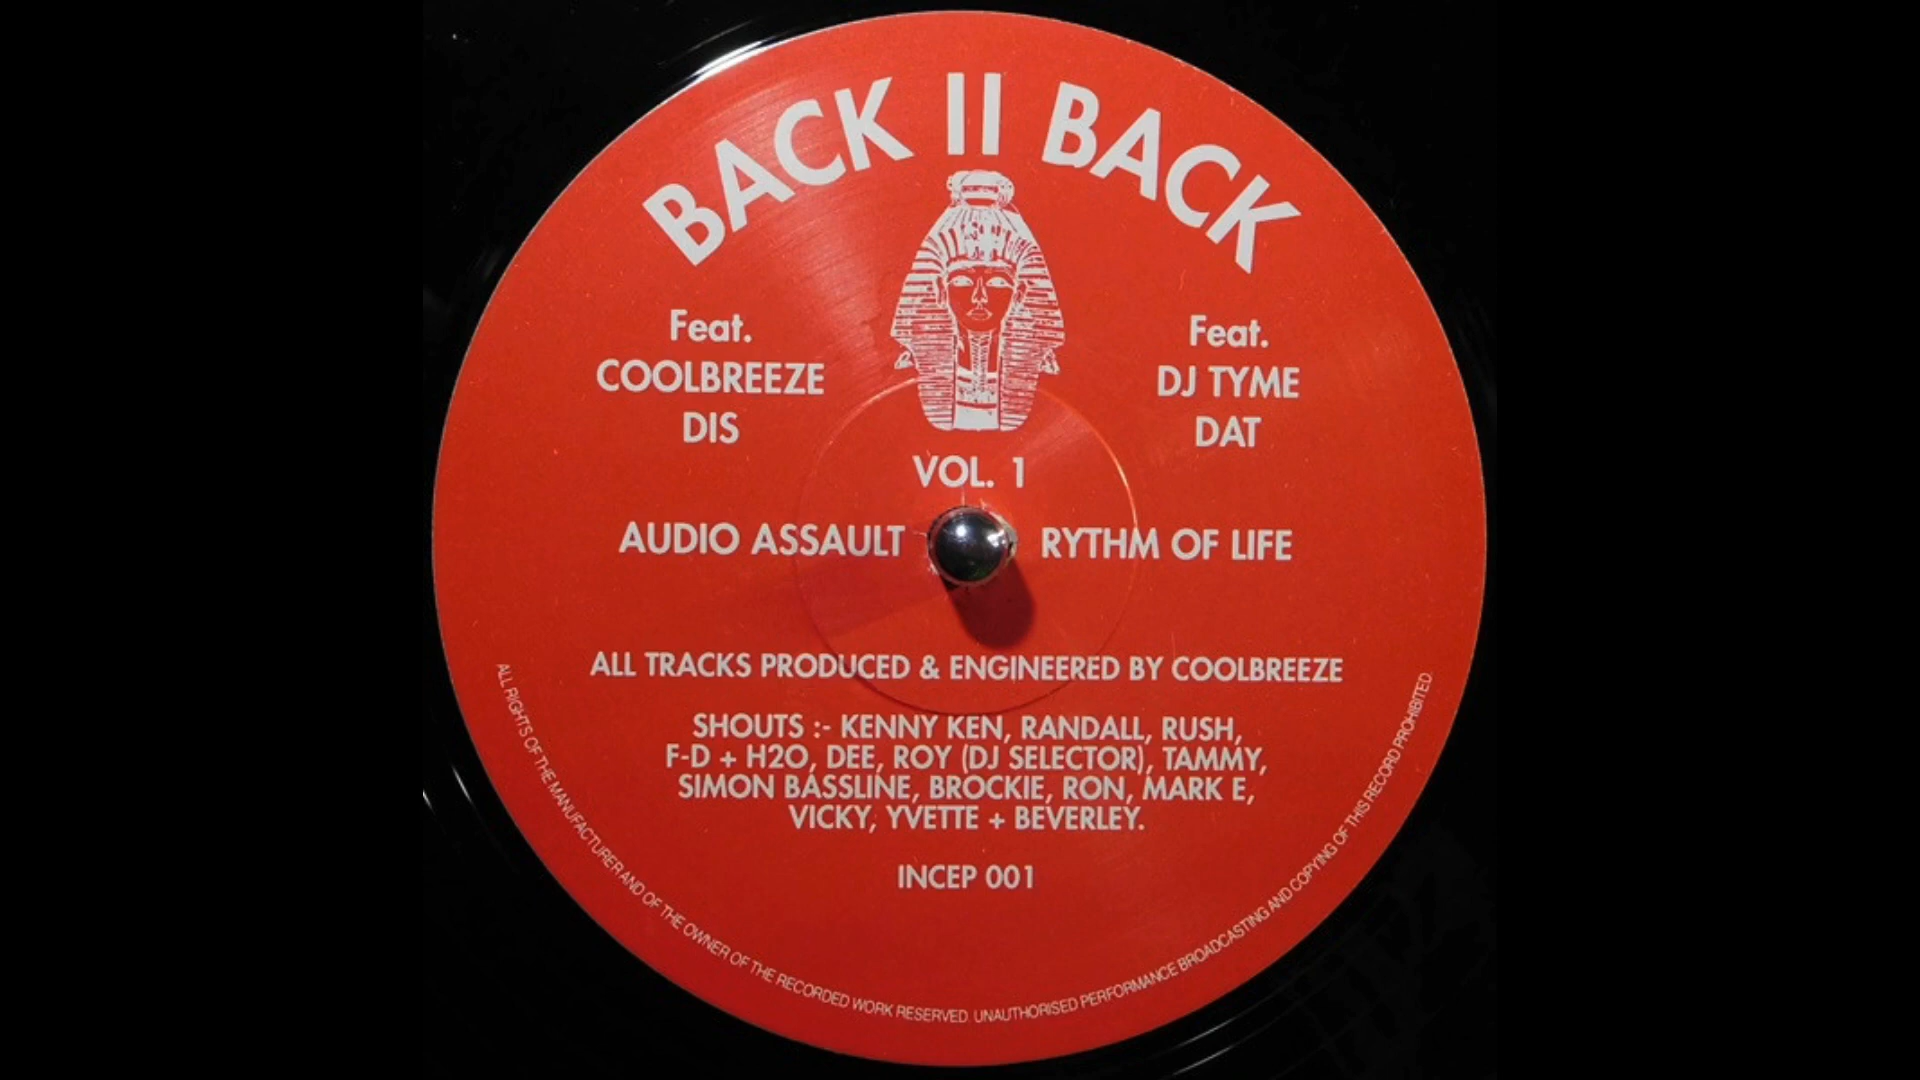 BACK II BACK
Feat.
COOLBREEZE
DIS
Feat.
DJ TYME
DAT
VOL. 1
AUDIO ASSAULT
RYTHM OF LIFE
ALL TRACKS PRODUCED & ENGINEERED BY COOLBREEZE
SHOUTS :- KENNY KEN, RANDALL, RUSH,
F-D + H2O, DEE, ROY (DJ SELECTOR), TAMMY,
SIMON BASSLINE, BROCKIE, RON, MARK E,
VICKY, YVETTE + BEVERLEY.
INCEP 001
ALL RIGHTS OF THE MANUFACTURER AND OF THE OWNER OF THE RECORDED WORK RESERVED. UNAUTHORISED PERFORMANCE BROADCASTING AND COPYING OF THIS RECORD PROHIBITED.